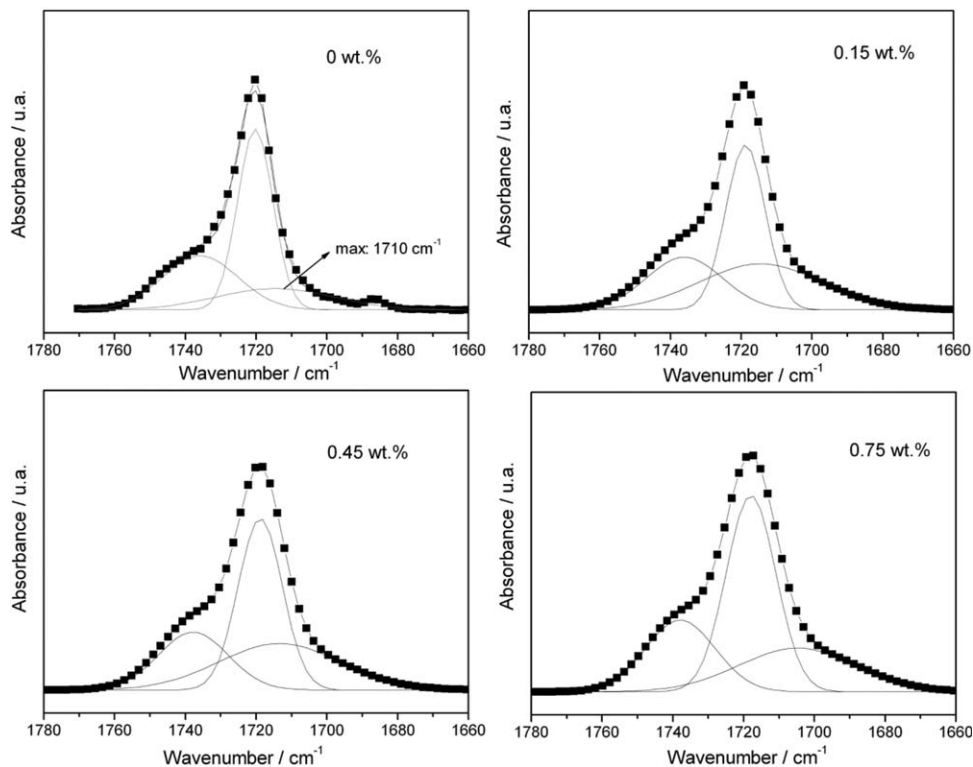 0 wt.%
max: 1710 cm⁻¹
Absorbance / u.a.
1780 1760 1740 1720 1700 1680 1660
Wavenumber / cm⁻¹
0.15 wt.%
Absorbance / u.a.
1780 1760 1740 1720 1700 1680 1660
Wavenumber / cm⁻¹
0.45 wt.%
Absorbance / u.a.
1780 1760 1740 1720 1700 1680 1660
Wavenumber / cm⁻¹
0.75 wt.%
Absorbance / u.a.
1780 1760 1740 1720 1700 1680 1660
Wavenumber / cm⁻¹